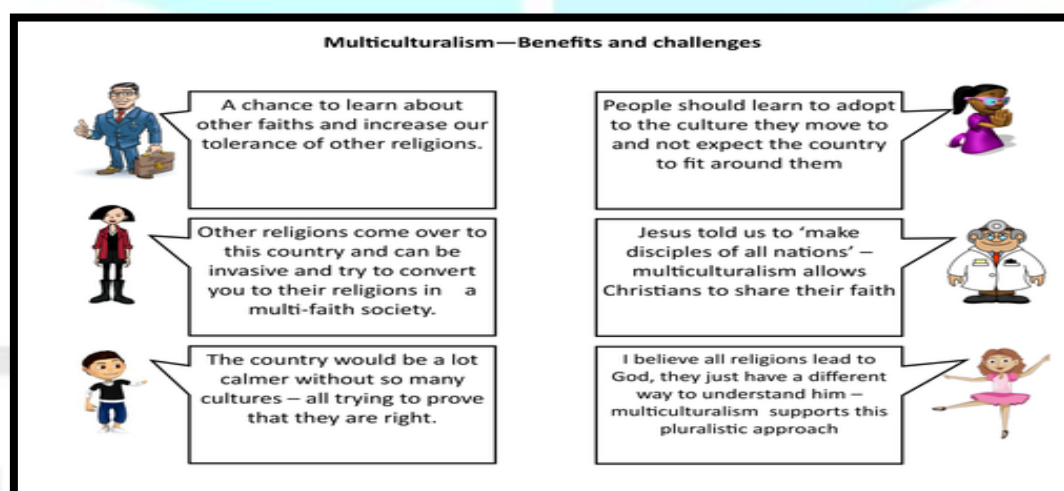 Multiculturalism—Benefits and challenges
A chance to learn about
other faiths and increase our
tolerance of other religions.
People should learn to adopt
to the culture they move to
and not expect the country
to fit around them
Other religions come over to
this country and can be
invasive and try to convert
you to their religions in a
multi-faith society.
Jesus told us to ‘make
disciples of all nations’ –
multiculturalism allows
Christians to share their faith
The country would be a lot
calmer without so many
cultures – all trying to prove
that they are right.
I believe all religions lead to
God, they just have a different
way to understand him –
multiculturalism supports this
pluralistic approach